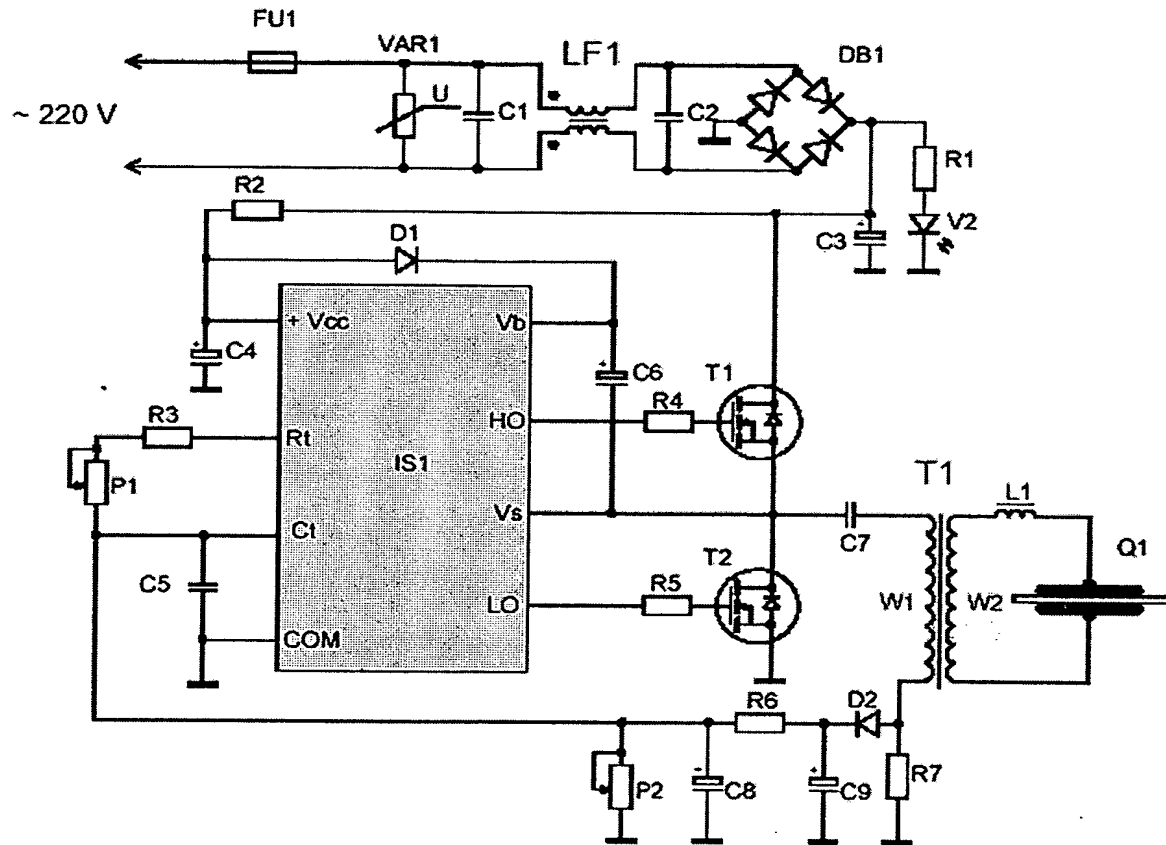 FU1
VAR1
LF1
DB1
~ 220 V
U
C1
C2
R1
R2
V2
C3
D1
+ Vcc
Vb
C4
C6
T1
R3
HO
R4
Rt
IS1
P1
T1
L1
Vs
Ct
C7
Q1
T2
C5
R5
LO
W1
W2
COM
R6
D2
R7
P2
C8
C9